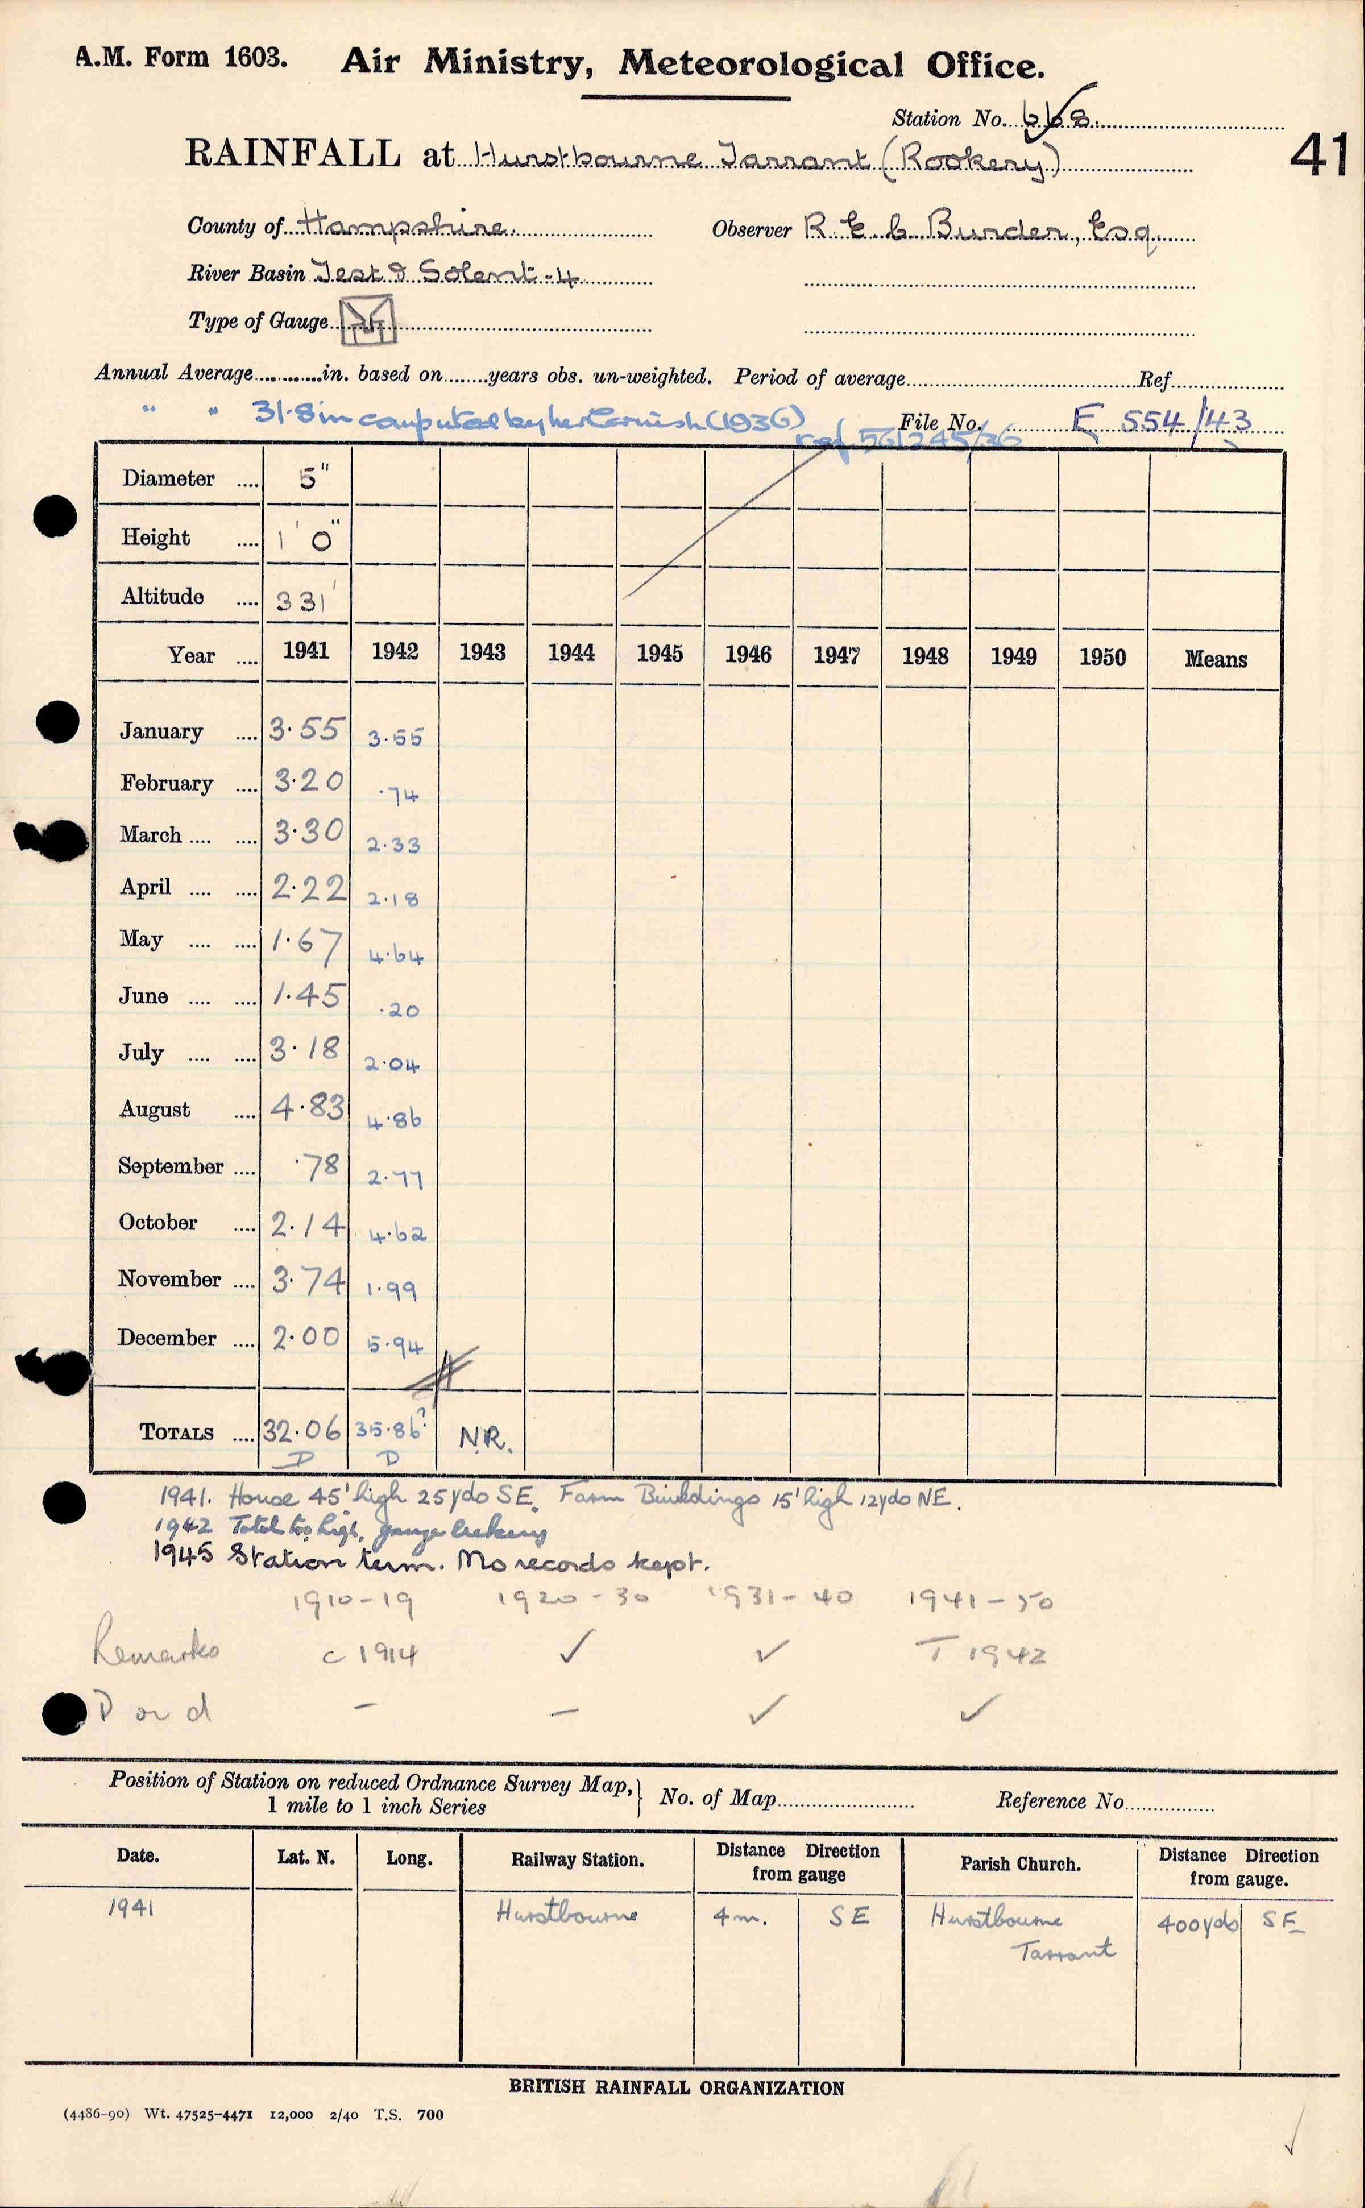 A.M. Form 1603. Air Ministry, Meteorological Office.
Station No. 668.
RAINFALL at Hurstbourne Tarrant (Rookery)
41
County of Hampshire. Observer R. E. C. Burder, Esq.
River Basin Test & Solent - 4
Type of Gauge M
Annual Average............in. based on........years obs. un-weighted. Period of average.................... Ref.............
" " 31.8 in computed by Cornish (1936) File No. E 554/43
ref 561245/36
Diameter .... 5"
Height .... 1' 0"
Altitude .... 331'
Year .... 1941 1942 1943 1944 1945 1946 1947 1948 1949 1950 Means
January .... 3.55 3.55
February .... 3.20 .74
March .... .... 3.30 2.33
April .... .... 2.22 2.18
May .... .... 1.67 4.64
June .... .... 1.45 .20
July .... .... 3.18 2.04
August .... 4.83 4.86
September .... .78 2.77
October .... 2.14 4.62
November .... 3.74 1.99
December .... 2.00 5.94
TOTALS .... 32.06 35.86? N.R.
D D
1941. House 45' high 25 yds SE. Farm Buildings 15' high 12 yds NE.
1942 Total too high, gauge leaking
1945 Station term. No records kept.
1910-19 1920-30 1931-40 1941-50
Remarks c 1914 ✓ ✓ T 1942
D or d - - ✓ ✓
Position of Station on reduced Ordnance Survey Map, } No. of Map.................... Reference No...............
1 mile to 1 inch Series
Date. Lat. N. Long. Railway Station. Distance Direction from gauge Parish Church. Distance Direction from gauge.
1941 Hurstbourne 4 m. SE Hurstbourne 400 yds SE
Tarrant
BRITISH RAINFALL ORGANIZATION
(4486-90) Wt. 47525-4471 12,000 2/40 T.S. 700